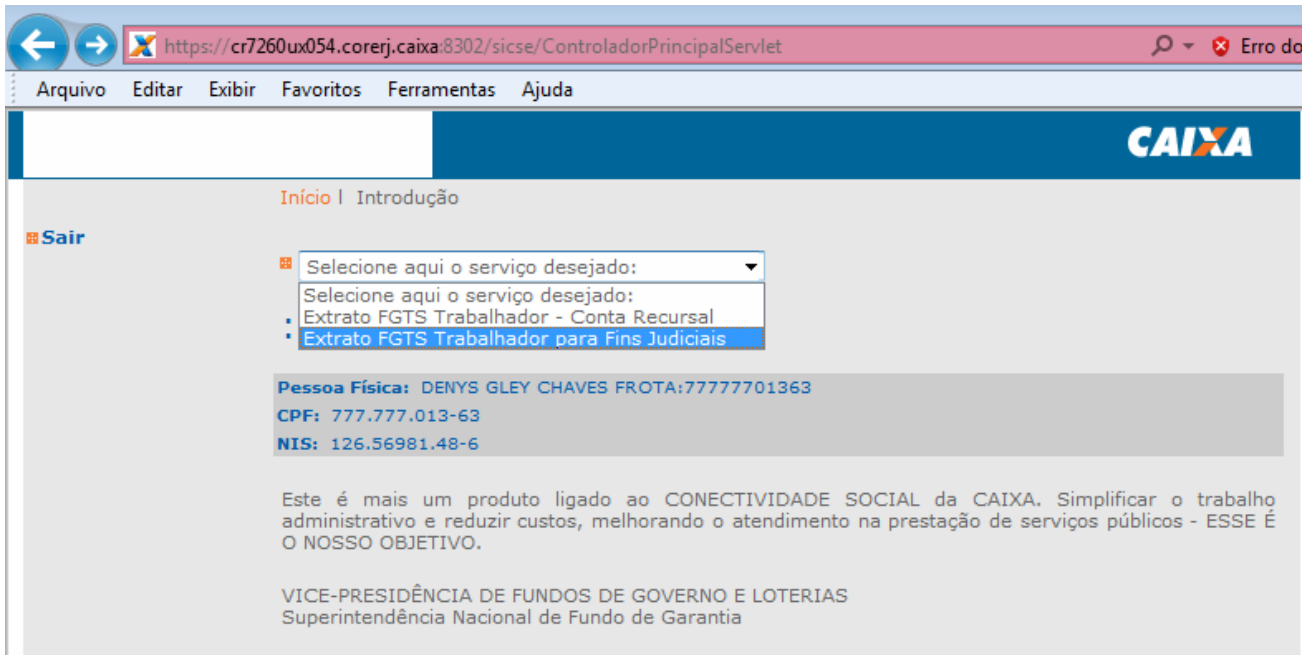 https://cr7260ux054.corerj.caixa:8302/sicse/ControladorPrincipalServlet
Erro do
Arquivo Editar Exibir Favoritos Ferramentas Ajuda
CAIXA
Início l Introdução
Sair
Selecione aqui o serviço desejado:
Selecione aqui o serviço desejado:
Extrato FGTS Trabalhador - Conta Recursal
Extrato FGTS Trabalhador para Fins Judiciais
Pessoa Física: DENYS GLEY CHAVES FROTA:77777701363
CPF: 777.777.013-63
NIS: 126.56981.48-6
Este é mais um produto ligado ao CONECTIVIDADE SOCIAL da CAIXA. Simplificar o trabalho
administrativo e reduzir custos, melhorando o atendimento na prestação de serviços públicos - ESSE É
O NOSSO OBJETIVO.
VICE-PRESIDÊNCIA DE FUNDOS DE GOVERNO E LOTERIAS
Superintendência Nacional de Fundo de Garantia